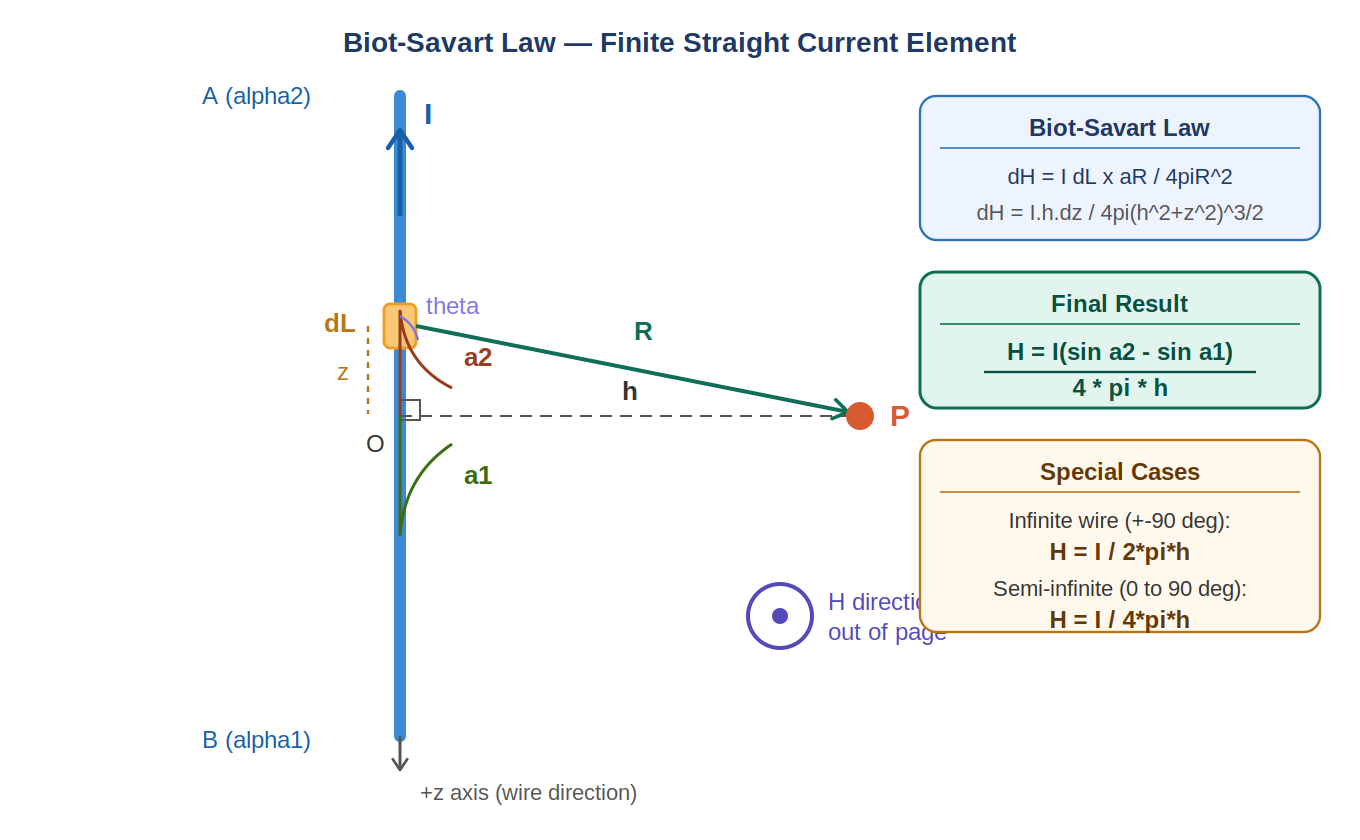 Biot-Savart Law — Finite Straight Current Element
A (alpha2)
I
theta
dL
R
a2
z
h
P
O
a1
H directio
out of page
B (alpha1)
+z axis (wire direction)
Biot-Savart Law
dH = I dL x aR / 4piR^2
dH = I.h.dz / 4pi(h^2+z^2)^3/2
Final Result
H = I(sin a2 - sin a1)
4 * pi * h
Special Cases
Infinite wire (+-90 deg):
H = I / 2*pi*h
Semi-infinite (0 to 90 deg):
H = I / 4*pi*h